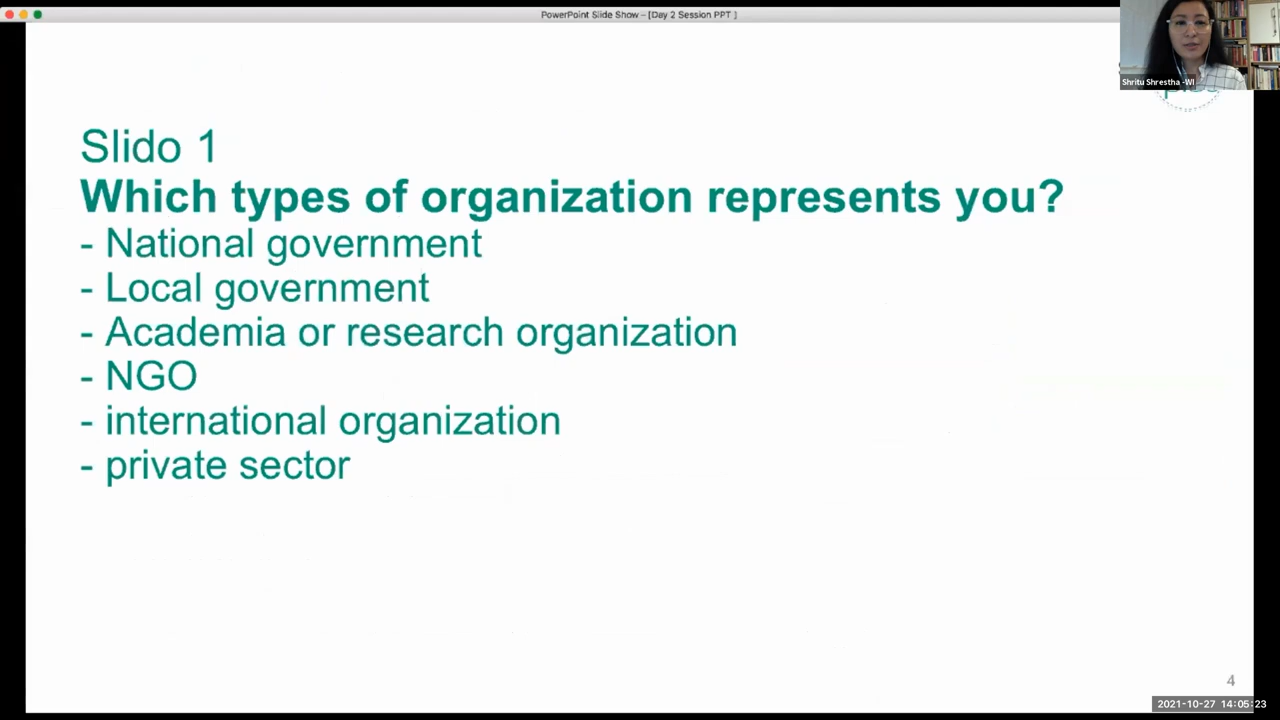 PowerPoint Slide Show – [Day 2 Session PPT ]
Shritu Shrestha -WI
Slido 1
Which types of organization represents you?
- National government
- Local government
- Academia or research organization
- NGO
- international organization
- private sector
4
2021-10-27 14:05:23